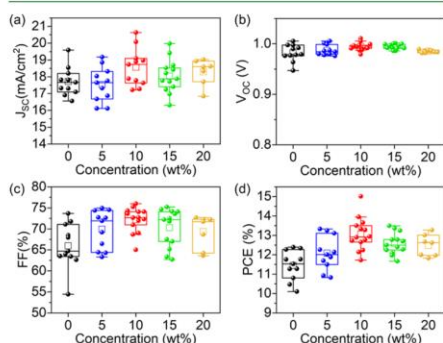 (a)
J_SC(mA/cm²)
21
20
19
18
17
16
15
14
0 5 10 15 20
Concentration (wt%)
(b)
V_OC (V)
1.0
0.9
0.8
0 5 10 15 20
Concentration (wt%)
(c)
FF(%)
80
75
70
65
60
55
50
0 5 10 15 20
Concentration (wt%)
(d)
PCE (%)
15
14
13
12
11
10
9
0 5 10 15 20
Concentration (wt%)